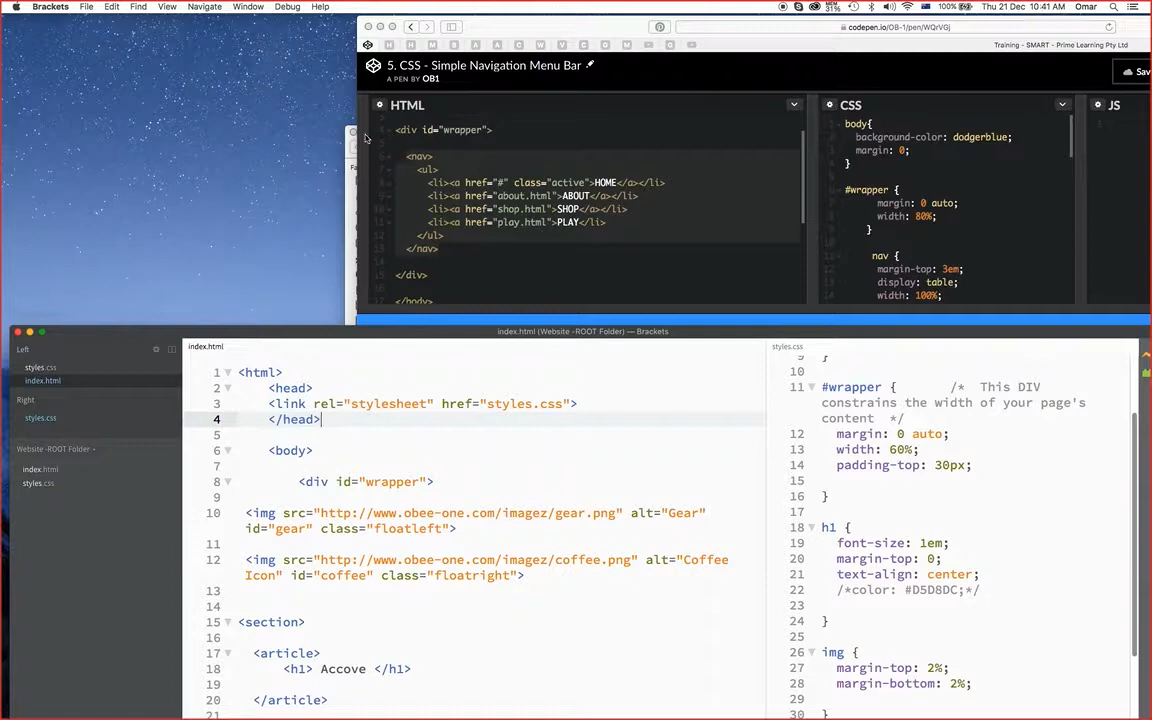 Brackets File Edit Find View Navigate Window Debug Help
MEM 31% 100% Thu 21 Dec 10:41 AM Omar
codepen.io/OB-1/pen/WQrVGj
Training - SMART - Prime Learning Pty Ltd
5. CSS - Simple Navigation Menu Bar
A PEN BY OB1
Sav
HTML
<div id="wrapper">
<nav>
<ul>
<li><a href="#" class="active">HOME</a></li>
<li><a href="about.html">ABOUT</a></li>
<li><a href="shop.html">SHOP</a></li>
<li><a href="play.html">PLAY</li>
</ul>
</nav>
</div>
</body>
CSS
body{
background-color: dodgerblue;
margin: 0;
}
#wrapper {
margin: 0 auto;
width: 80%;
}
nav {
margin-top: 3em;
display: table;
width: 100%;
JS
index.html (Website -ROOT Folder) — Brackets
Left
styles.css
index.html
Right
styles.css
Website -ROOT Folder
index.html
styles.css
index.html
1 <html>
2 <head>
3 <link rel="stylesheet" href="styles.css">
4 </head>
5
6 <body>
7
8 <div id="wrapper">
9
10 <img src="http://www.obee-one.com/imagez/gear.png" alt="Gear"
id="gear" class="floatleft">
11
12 <img src="http://www.obee-one.com/imagez/coffee.png" alt="Coffee
Icon" id="coffee" class="floatright">
13
14
15 <section>
16
17 <article>
18 <h1> Accove </h1>
19
20 </article>
21
styles.css
9 }
10
11 #wrapper { /* This DIV
constrains the width of your page's
content */
12 margin: 0 auto;
13 width: 60%;
14 padding-top: 30px;
15
16 }
17
18 h1 {
19 font-size: 1em;
20 margin-top: 0;
21 text-align: center;
22 /*color: #D5D8DC;*/
23
24 }
25
26 img {
27 margin-top: 2%;
28 margin-bottom: 2%;
29
30 }